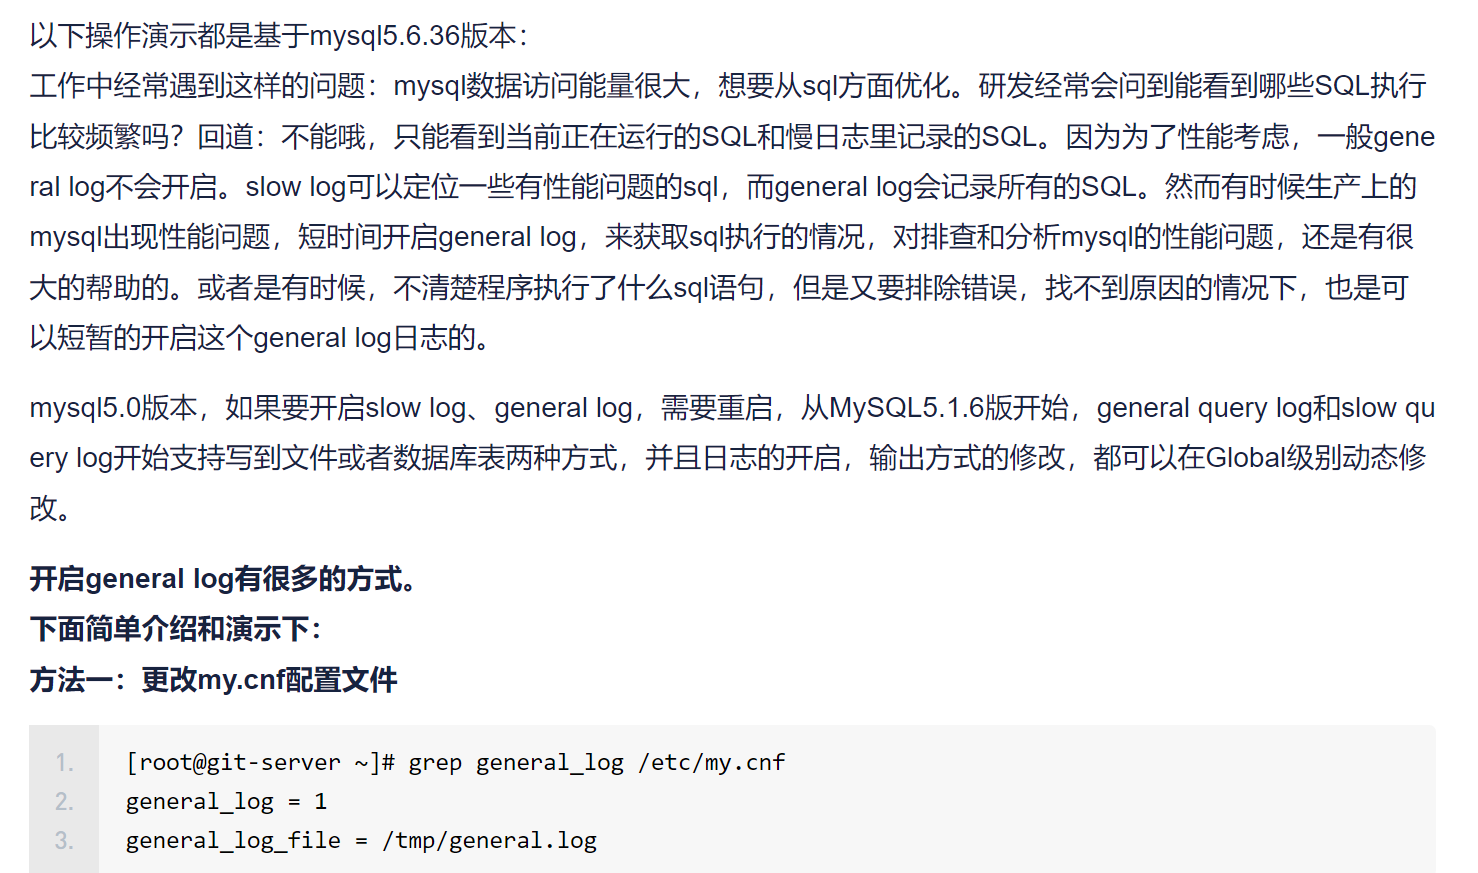 以下操作演示都是基于mysql5.6.36版本：
工作中经常遇到这样的问题：mysql数据访问能量很大，想要从sql方面优化。研发经常会问到能看到哪些SQL执行
比较频繁吗？回道：不能哦，只能看到当前正在运行的SQL和慢日志里记录的SQL。因为为了性能考虑，一般gene
ral log不会开启。slow log可以定位一些有性能问题的sql，而general log会记录所有的SQL。然而有时候生产上的
mysql出现性能问题，短时间开启general log，来获取sql执行的情况，对排查和分析mysql的性能问题，还是有很
大的帮助的。或者是有时候，不清楚程序执行了什么sql语句，但是又要排除错误，找不到原因的情况下，也是可
以短暂的开启这个general log日志的。
mysql5.0版本，如果要开启slow log、general log，需要重启，从MySQL5.1.6版开始，general query log和slow qu
ery log开始支持写到文件或者数据库表两种方式，并且日志的开启，输出方式的修改，都可以在Global级别动态修
改。
开启general log有很多的方式。
下面简单介绍和演示下：
方法一：更改my.cnf配置文件
1. [root@git-server ~]# grep general_log /etc/my.cnf
2. general_log = 1
3. general_log_file = /tmp/general.log